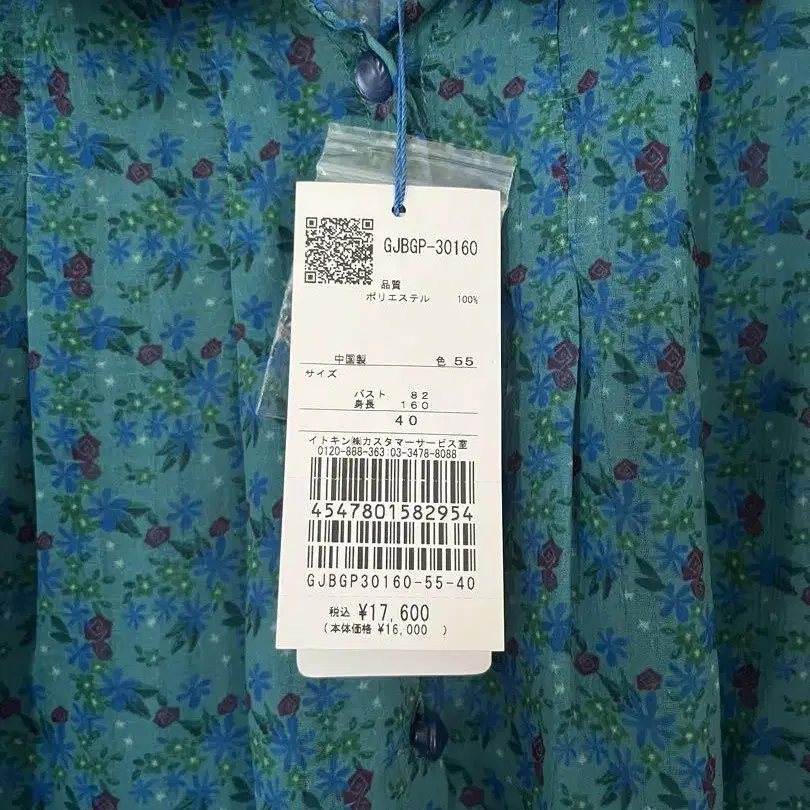 GJBGP-30160
品質
ポリエステル 100%
中国製 色 55
サイズ
バスト 82
身長 160
40
イトキン㈱カスタマーサービス室
0120-888-363 03-3478-8088
4547801582954
GJBGP30160-55-40
税込 ¥17,600
(本体価格 ¥16,000 )